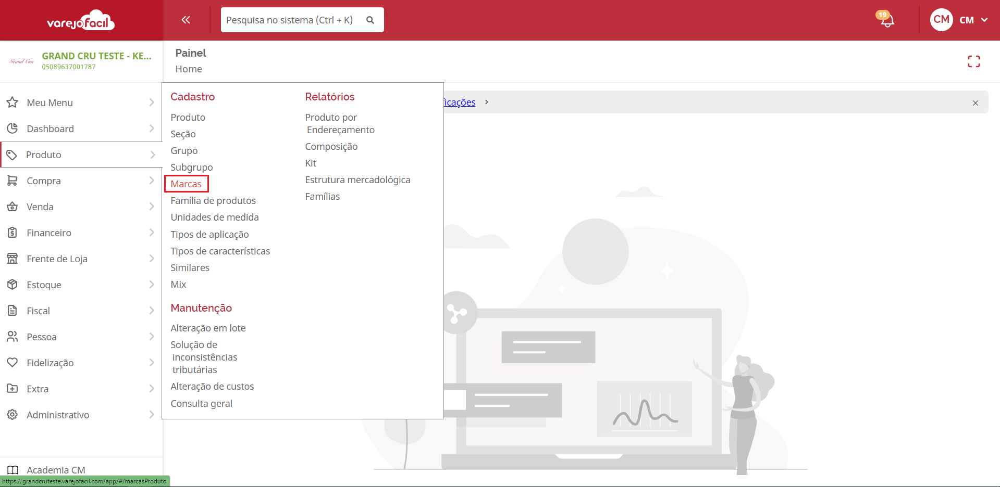 varejofacil
Pesquisa no sistema (Ctrl + K)
19
CM
CM
Grand Cru
GRAND CRU TESTE - KE...
05089637001787
Painel
Home
Meu Menu
Dashboard
Produto
Compra
Venda
Financeiro
Frente de Loja
Estoque
Fiscal
Pessoa
Fidelização
Extra
Administrativo
Academia CM
Cadastro
Produto
Seção
Grupo
Subgrupo
Marcas
Família de produtos
Unidades de medida
Tipos de aplicação
Tipos de características
Similares
Mix
Manutenção
Alteração em lote
Solução de
inconsistências
tributárias
Alteração de custos
Consulta geral
Relatórios
Produto por
Endereçamento
Composição
Kit
Estrutura mercadológica
Famílias
ficações
https://grandcruteste.varejofacil.com/app/#/marcasProduto